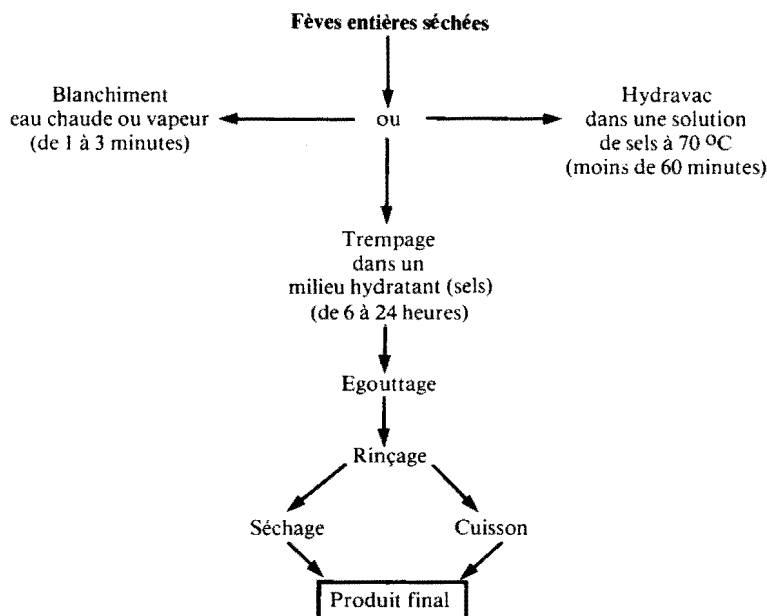 Fèves entières séchées
Blanchiment
eau chaude ou vapeur
(de 1 à 3 minutes)
ou
Hydravac
dans une solution
de sels à 70 °C
(moins de 60 minutes)
Trempage
dans un
milieu hydratant (sels)
(de 6 à 24 heures)
Egouttage
Rinçage
Séchage
Cuisson
Produit final